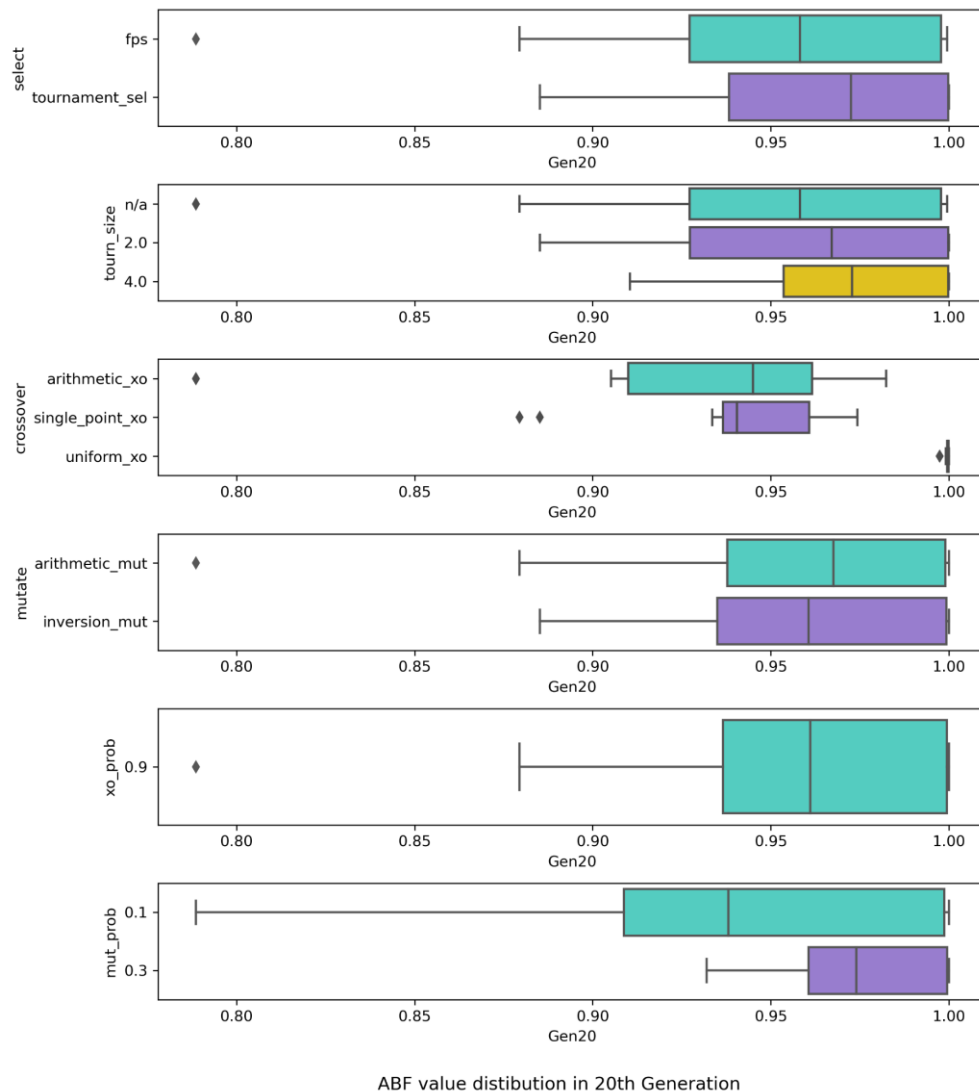 select
fps
tournament_sel
0.80 0.85 0.90 0.95 1.00
Gen20
tourn_size
n/a
2.0
4.0
0.80 0.85 0.90 0.95 1.00
Gen20
crossover
arithmetic_xo
single_point_xo
uniform_xo
0.80 0.85 0.90 0.95 1.00
Gen20
mutate
arithmetic_mut
inversion_mut
0.80 0.85 0.90 0.95 1.00
Gen20
xo_prob
0.9
0.80 0.85 0.90 0.95 1.00
Gen20
mut_prob
0.1
0.3
0.80 0.85 0.90 0.95 1.00
Gen20
ABF value distibution in 20th Generation